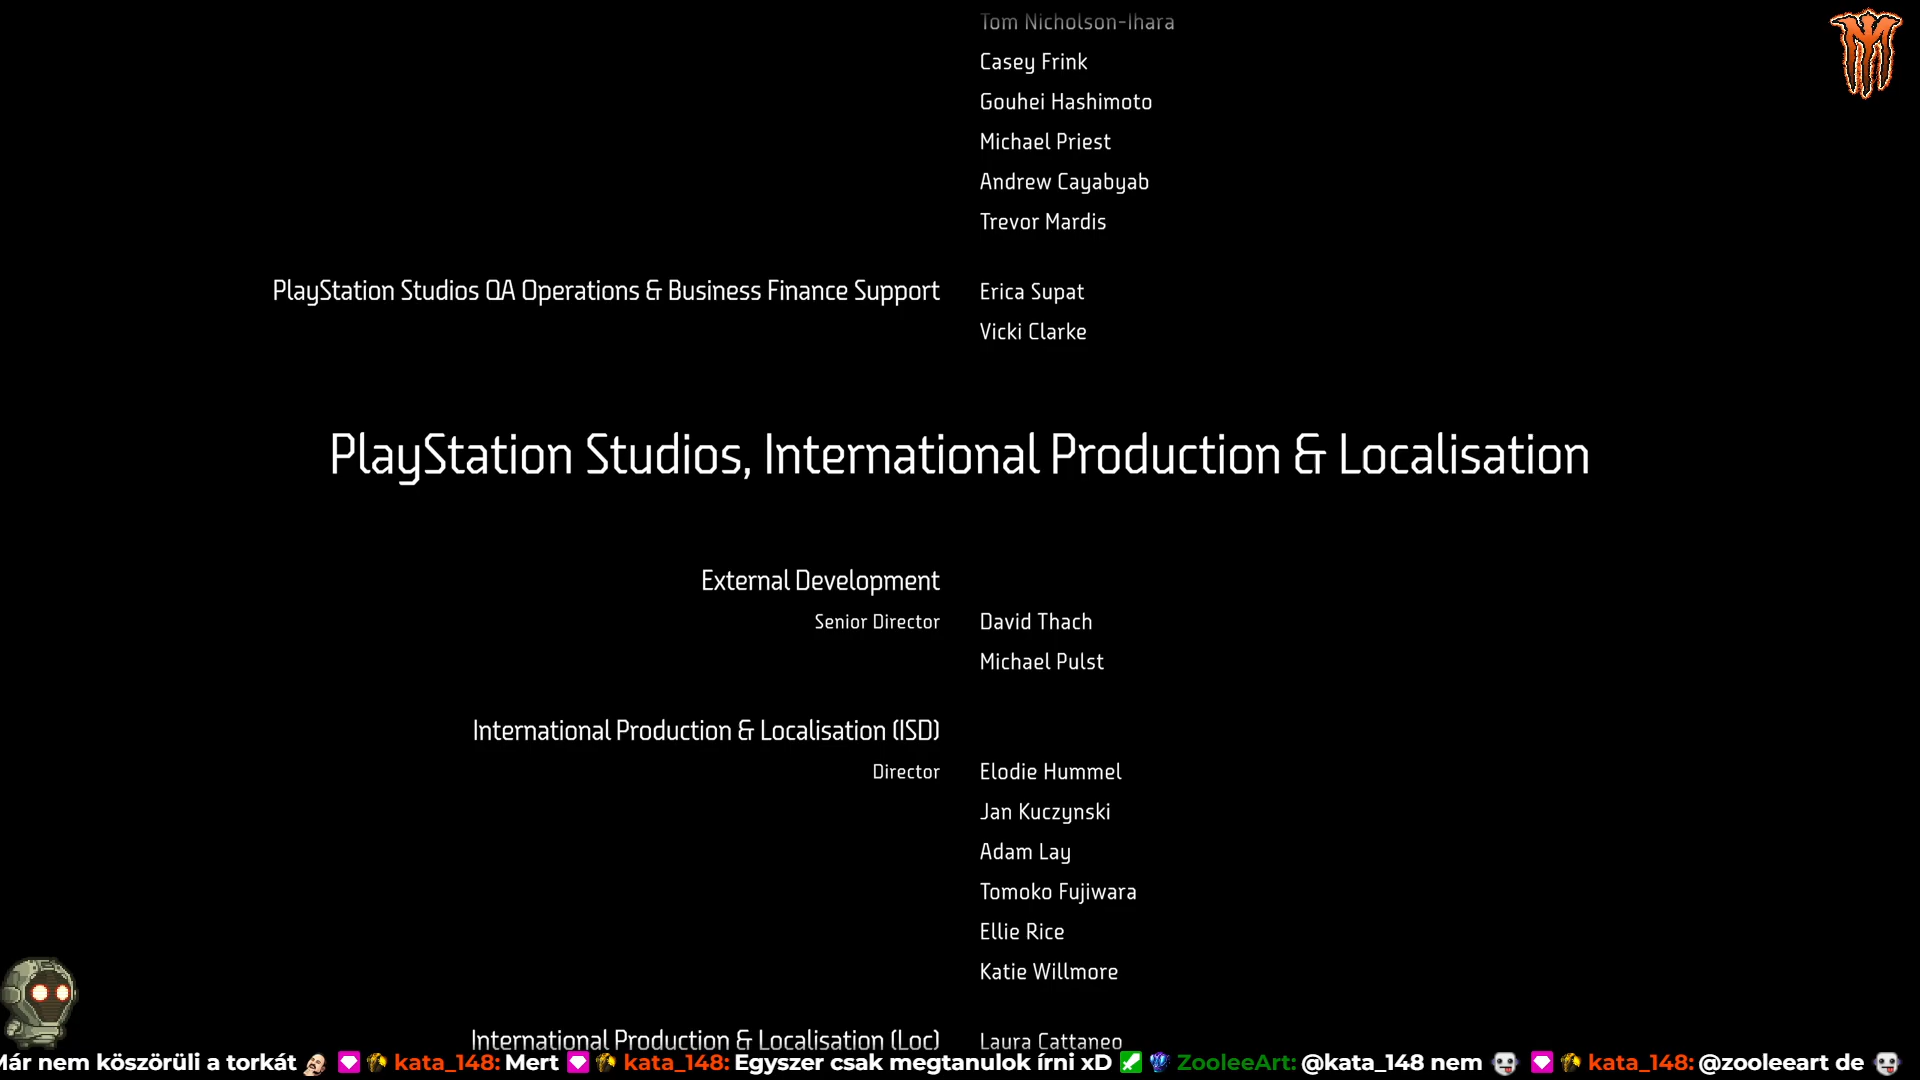 Tom Nicholson-Ihara
Casey Frink
Gouhei Hashimoto
Michael Priest
Andrew Cayabyab
Trevor Mardis
PlayStation Studios QA Operations & Business Finance Support Erica Supat
Vicki Clarke
PlayStation Studios, International Production & Localisation
External Development
Senior Director David Thach
Michael Pulst
International Production & Localisation (ISD)
Director Elodie Hummel
Jan Kuczynski
Adam Lay
Tomoko Fujiwara
Ellie Rice
Katie Willmore
International Production & Localisation (Loc) Laura Cattaneo
Már nem köszörüli a torkát kata_148: Mert kata_148: Egyszer csak megtanulok írni xD ZooleeArt: @kata_148 nem kata_148: @zooleeart de